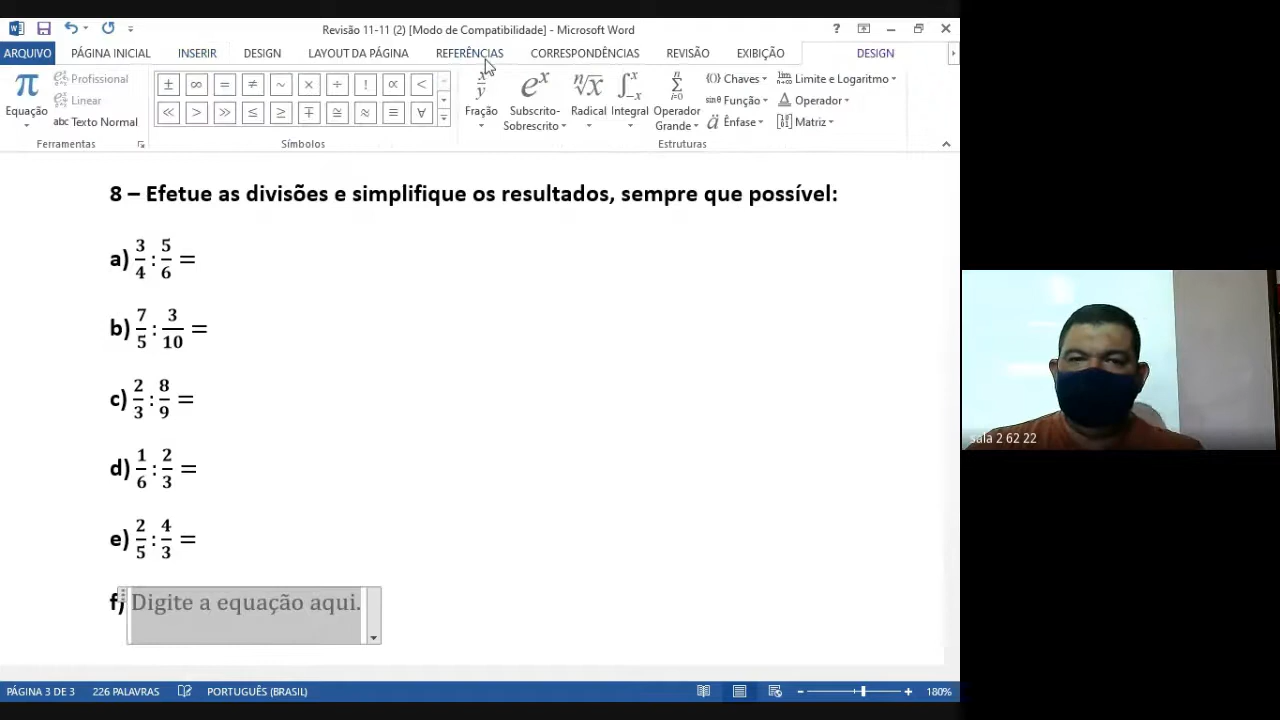 Revisão 11-11 (2) [Modo de Compatibilidade] - Microsoft Word
ARQUIVO PÁGINA INICIAL INSERIR DESIGN LAYOUT DA PÁGINA REFERÊNCIAS CORRESPONDÊNCIAS REVISÃO EXIBIÇÃO DESIGN
π Equação
Profissional
Linear
abc Texto Normal
Ferramentas
± ∞ = ≠ ~ × ÷ ! ∝ <
≪ > ≫ ≤ ≥ ∓ ≅ ≈ ≡ ∀
Símbolos
Fração
Subscrito-
Sobrescrito
Radical
Integral
Operador
Grande
{()} Chaves
sinθ Função
ä Ênfase
lim Limite e Logaritmo
Operador
Matriz
Estruturas
8 – Efetue as divisões e simplifique os resultados, sempre que possível:
a) 3/4 : 5/6 =
b) 7/5 : 3/10 =
c) 2/3 : 8/9 =
d) 1/6 : 2/3 =
e) 2/5 : 4/3 =
f) Digite a equação aqui.
sala 2 62 22
PÁGINA 3 DE 3 226 PALAVRAS PORTUGUÊS (BRASIL) 180%